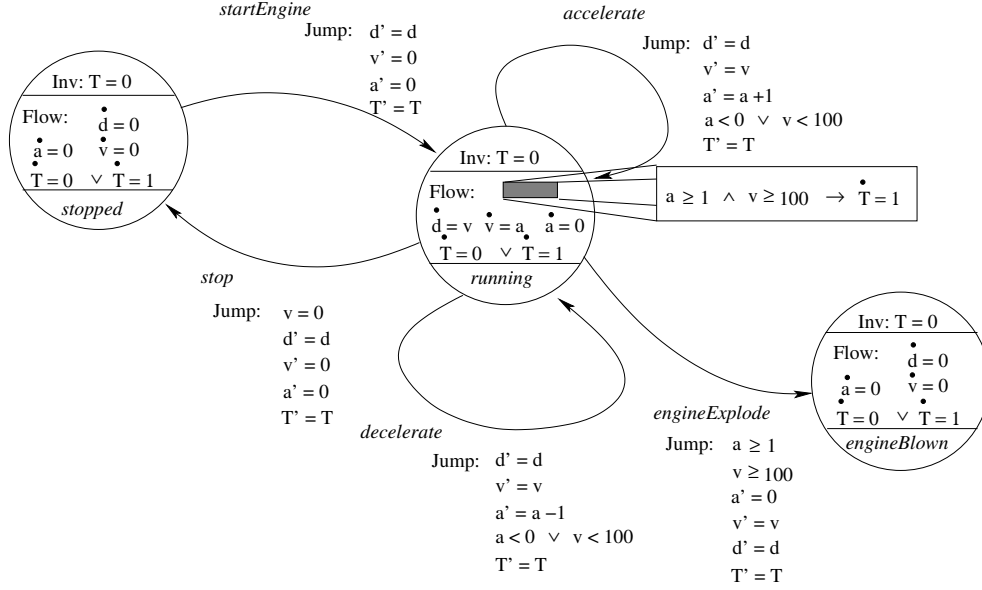 startEngine
Jump: d' = d
v' = 0
a' = 0
T' = T
accelerate
Jump: d' = d
v' = v
a' = a +1
a < 0 ∨ v < 100
T' = T
Inv: T = 0
Flow: ḋ = 0
ȧ = 0 v̇ = 0
Ṫ = 0 ∨ Ṫ = 1
stopped
Inv: T = 0
Flow:
ḋ = v v̇ = a ȧ = 0
Ṫ = 0 ∨ Ṫ = 1
running
a ≥ 1 ∧ v ≥ 100 → Ṫ = 1
stop
Jump: v = 0
d' = d
v' = 0
a' = 0
T' = T
decelerate
Jump: d' = d
v' = v
a' = a −1
a < 0 ∨ v < 100
T' = T
engineExplode
Jump: a ≥ 1
v ≥ 100
a' = 0
v' = v
d' = d
T' = T
Inv: T = 0
Flow: ḋ = 0
ȧ = 0 v̇ = 0
Ṫ = 0 ∨ Ṫ = 1
engineBlown